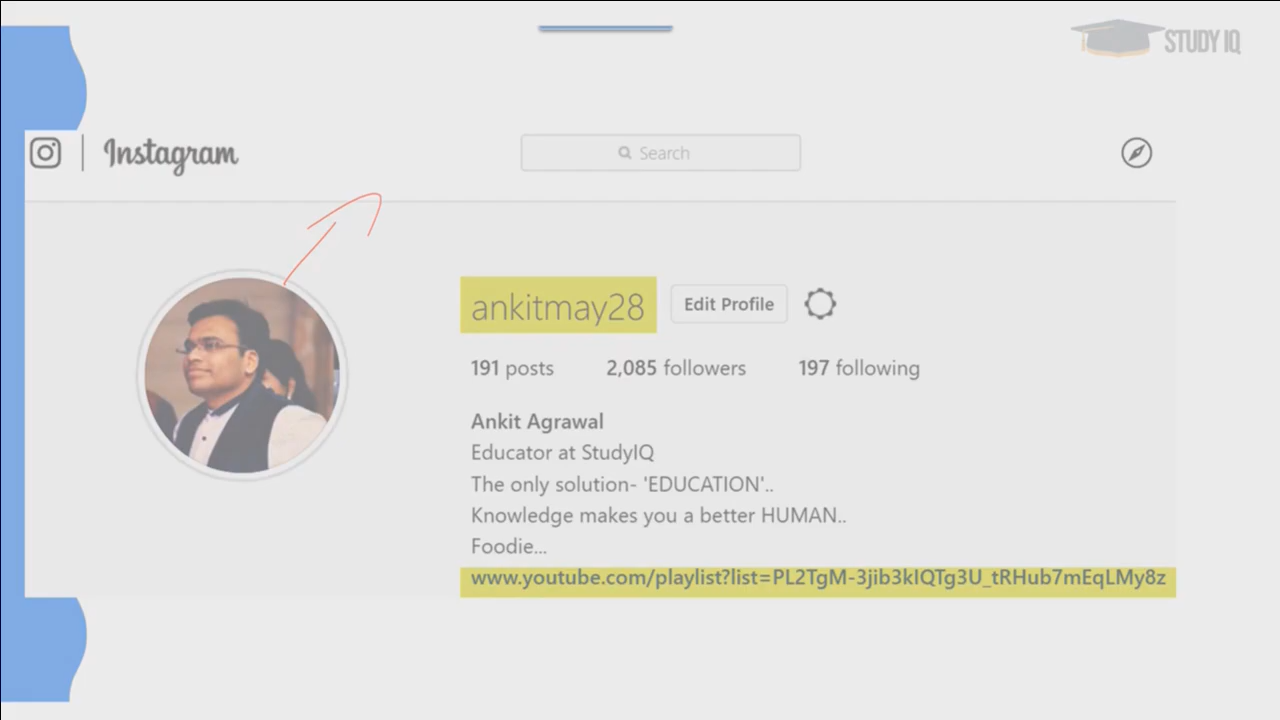 STUDY IQ
Instagram
Search
ankitmay28
Edit Profile
191 posts 2,085 followers 197 following
Ankit Agrawal
Educator at StudyIQ
The only solution- 'EDUCATION'..
Knowledge makes you a better HUMAN..
Foodie...
www.youtube.com/playlist?list=PL2TgM-3jib3kIQTg3U_tRHub7mEqLMy8z